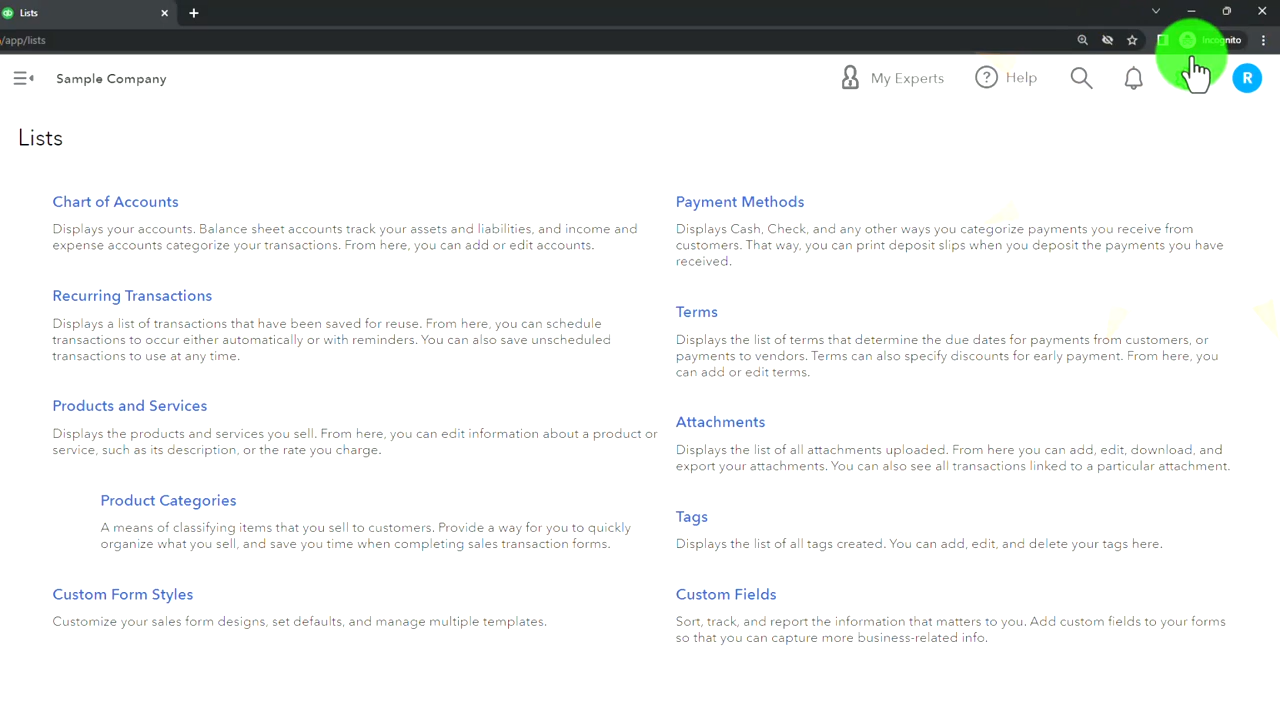 Lists
/app/lists
Incognito
Sample Company
My Experts
Help
R
Lists
Chart of Accounts
Displays your accounts. Balance sheet accounts track your assets and liabilities, and income and
expense accounts categorize your transactions. From here, you can add or edit accounts.
Recurring Transactions
Displays a list of transactions that have been saved for reuse. From here, you can schedule
transactions to occur either automatically or with reminders. You can also save unscheduled
transactions to use at any time.
Products and Services
Displays the products and services you sell. From here, you can edit information about a product or
service, such as its description, or the rate you charge.
Product Categories
A means of classifying items that you sell to customers. Provide a way for you to quickly
organize what you sell, and save you time when completing sales transaction forms.
Custom Form Styles
Customize your sales form designs, set defaults, and manage multiple templates.
Payment Methods
Displays Cash, Check, and any other ways you categorize payments you receive from
customers. That way, you can print deposit slips when you deposit the payments you have
received.
Terms
Displays the list of terms that determine the due dates for payments from customers, or
payments to vendors. Terms can also specify discounts for early payment. From here, you
can add or edit terms.
Attachments
Displays the list of all attachments uploaded. From here you can add, edit, download, and
export your attachments. You can also see all transactions linked to a particular attachment.
Tags
Displays the list of all tags created. You can add, edit, and delete your tags here.
Custom Fields
Sort, track, and report the information that matters to you. Add custom fields to your forms
so that you can capture more business-related info.